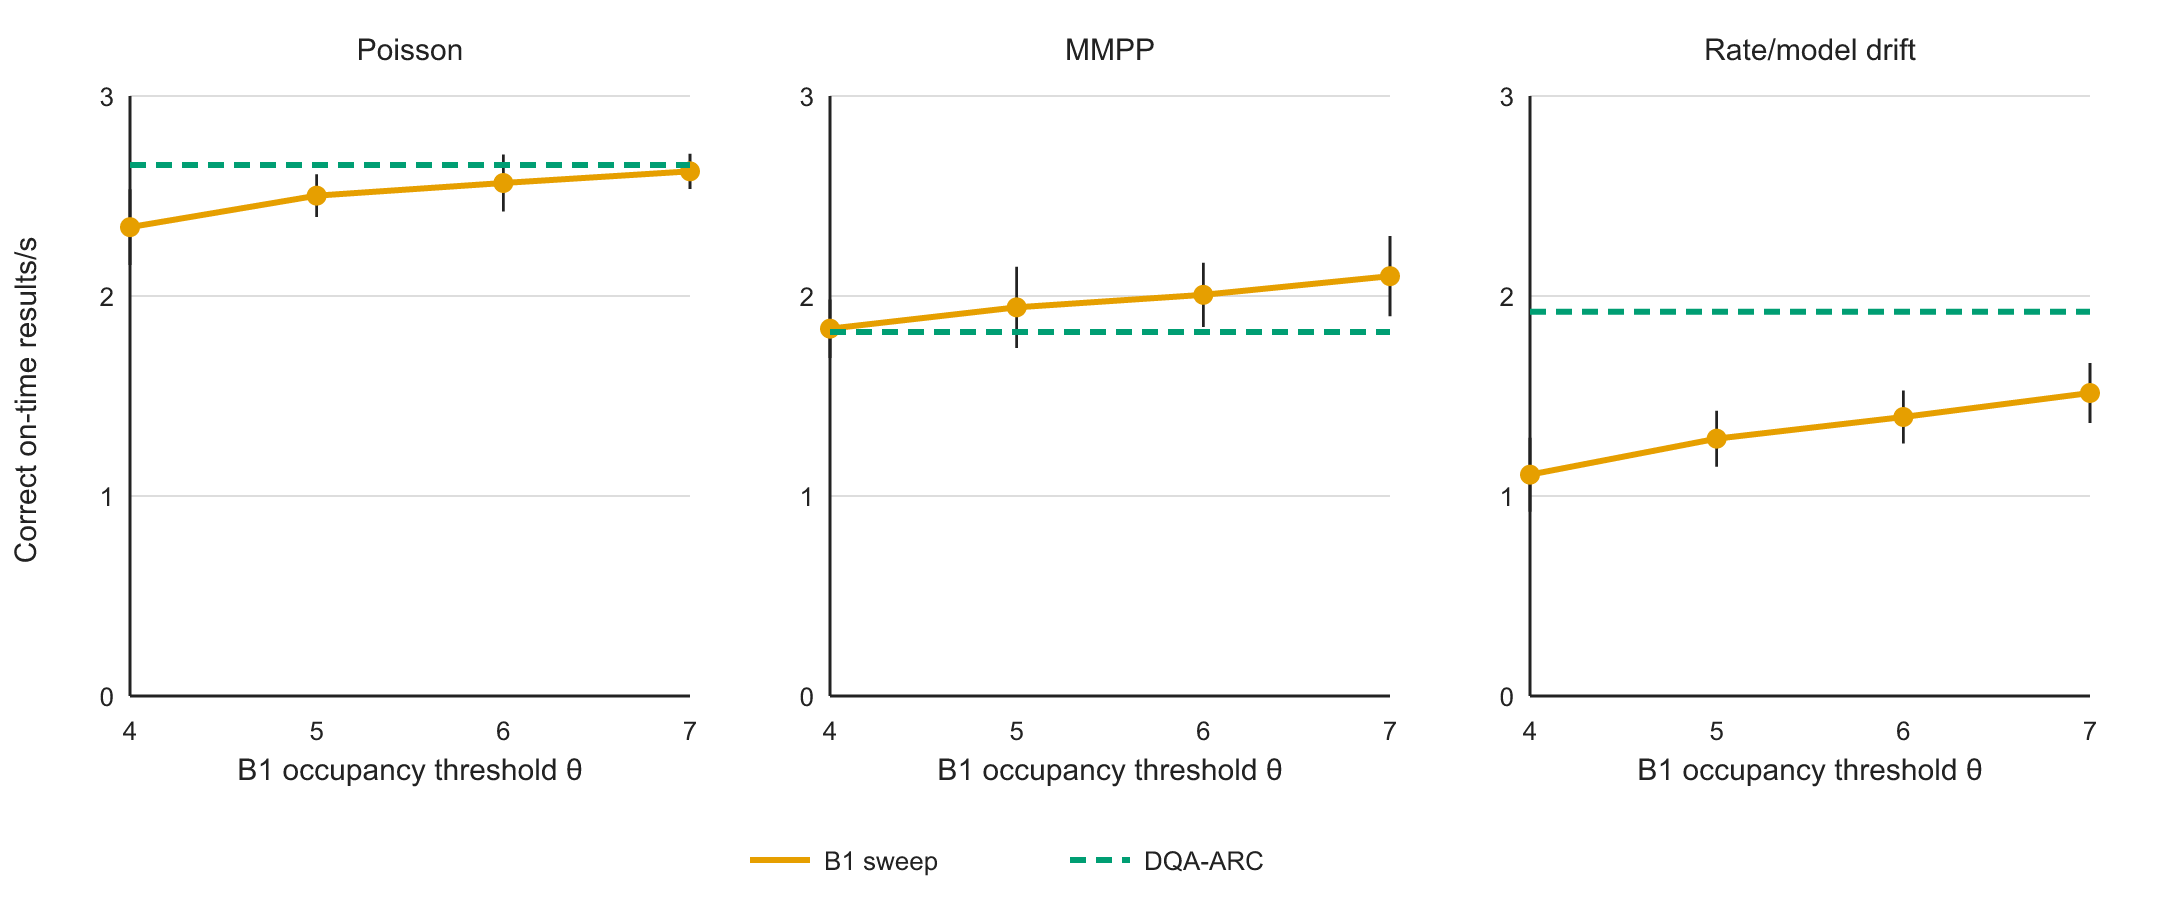 Poisson
MMPP
Rate/model drift
Correct on-time results/s
3
2
1
0
4 5 6 7
B1 occupancy threshold θ
3
2
1
0
4 5 6 7
B1 occupancy threshold θ
3
2
1
0
4 5 6 7
B1 occupancy threshold θ
B1 sweep
DQA-ARC